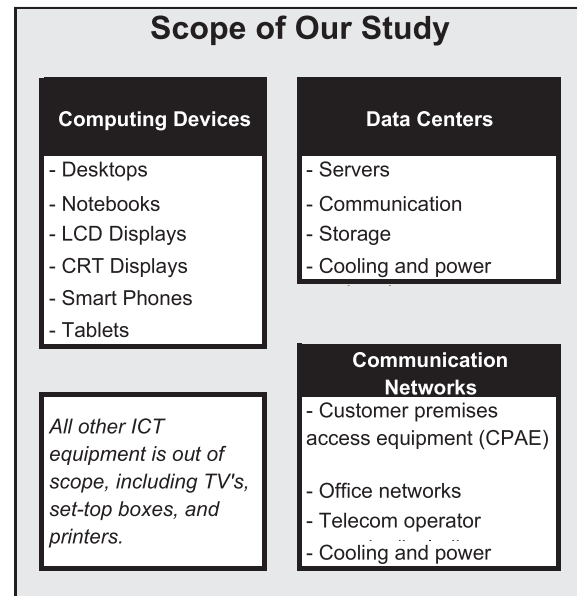 Scope of Our Study
Computing Devices
- Desktops
- Notebooks
- LCD Displays
- CRT Displays
- Smart Phones
- Tablets
All other ICT
equipment is out of
scope, including TV's,
set-top boxes, and
printers.
Data Centers
- Servers
- Communication
- Storage
- Cooling and power
Communication
Networks
- Customer premises
access equipment (CPAE)
- Office networks
- Telecom operator
- Cooling and power